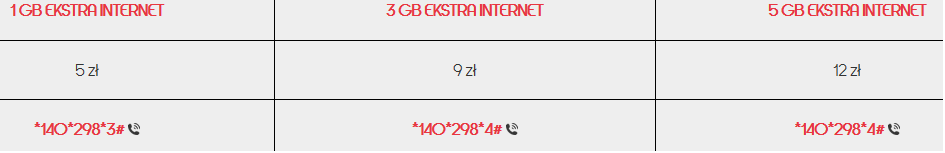 1 GB EKSTRA INTERNET 3 GB EKSTRA INTERNET 5 GB EKSTRA INTERNET
5 zł 9 zł 12 zł
*140*298*3# *140*298*4# *140*298*4#